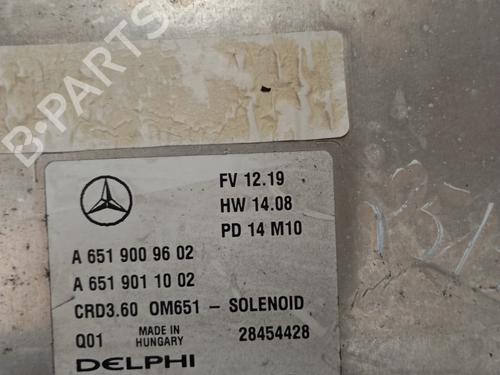 B-PARTS
FV 12.19
HW 14.08
PD 14 M10
A 651 900 96 02
A 651 901 10 02
CRD3.60 OM651 - SOLENOID
Q01 MADE IN HUNGARY 28454428
DELPHI